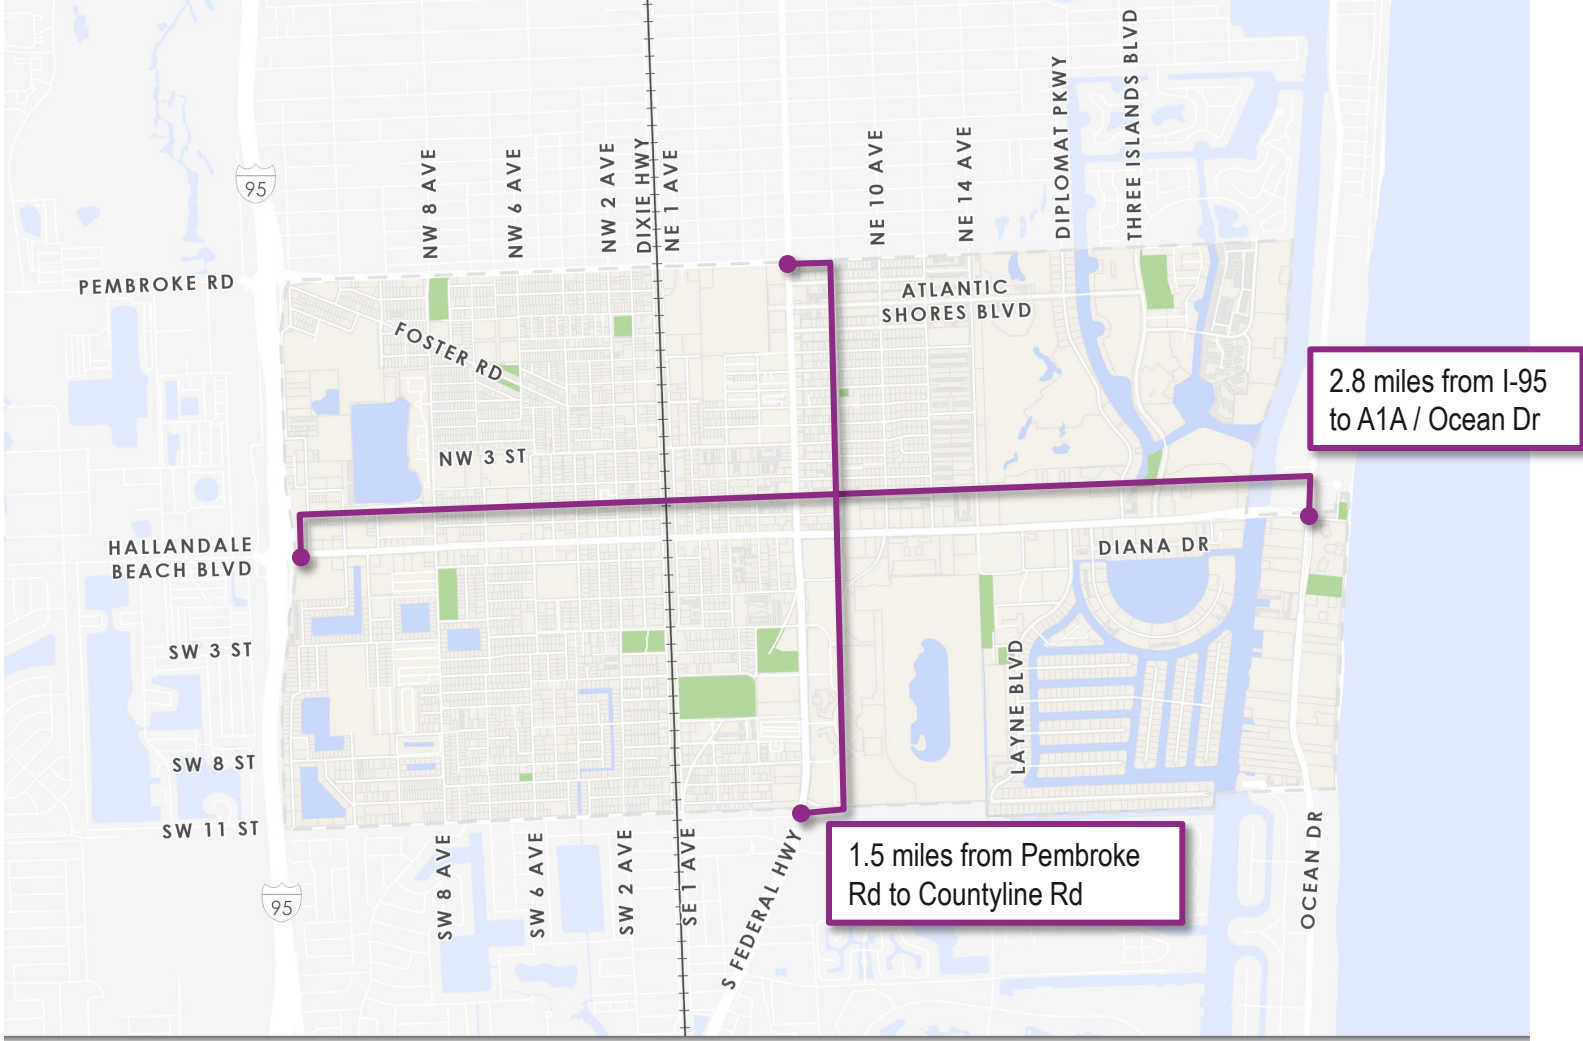 THREE ISLANDS BLVD
DIPLOMAT PKWY
NW 8 AVE
NW 6 AVE
NW 2 AVE
DIXIE HWY
NE 1 AVE
NE 10 AVE
NE 14 AVE
95
PEMBROKE RD
ATLANTIC
SHORES BLVD
FOSTER RD
2.8 miles from I-95
to A1A / Ocean Dr
NW 3 ST
HALLANDALE
BEACH BLVD
DIANA DR
SW 3 ST
LAYNE BLVD
SW 8 ST
SW 11 ST
1.5 miles from Pembroke
Rd to Countyline Rd
SW 8 AVE
SW 6 AVE
SW 2 AVE
SE 1 AVE
S FEDERAL HWY
OCEAN DR
95